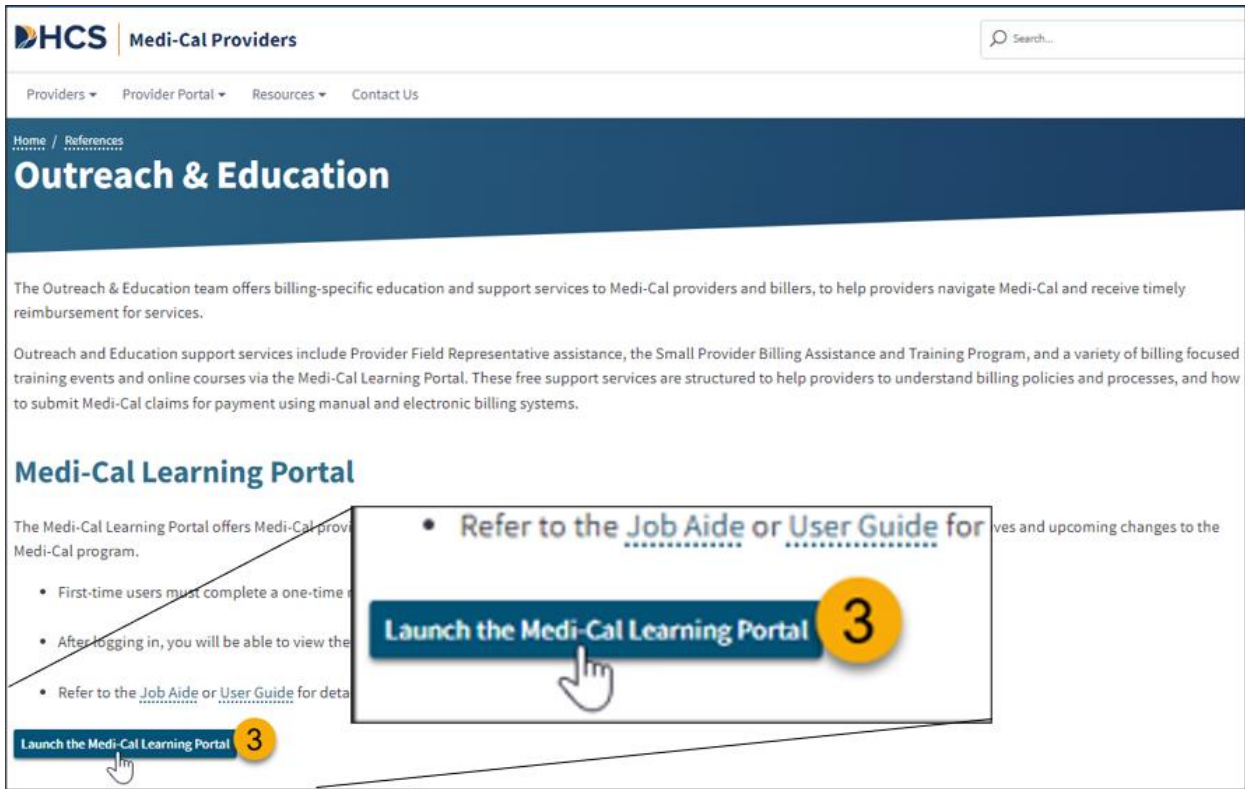 DHCS Medi-Cal Providers
Search...
Providers Provider Portal Resources Contact Us
Home / References
Outreach & Education
The Outreach & Education team offers billing-specific education and support services to Medi-Cal providers and billers, to help providers navigate Medi-Cal and receive timely
reimbursement for services.
Outreach and Education support services include Provider Field Representative assistance, the Small Provider Billing Assistance and Training Program, and a variety of billing focused
training events and online courses via the Medi-Cal Learning Portal. These free support services are structured to help providers to understand billing policies and processes, and how
to submit Medi-Cal claims for payment using manual and electronic billing systems.
Medi-Cal Learning Portal
The Medi-Cal Learning Portal offers Medi-Cal provi
ves and upcoming changes to the
Medi-Cal program.
• First-time users must complete a one-time
• After logging in, you will be able to view the
• Refer to the Job Aide or User Guide for deta
Launch the Medi-Cal Learning Portal 3
• Refer to the Job Aide or User Guide for
Launch the Medi-Cal Learning Portal 3